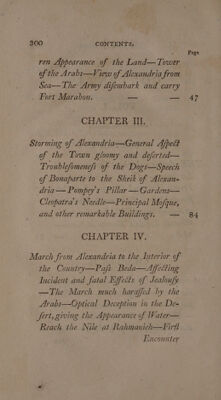 300 CONTENTS.
Page
ren Appearance of the Land—Tower
of the Arabs—View of Alexandria from
Sea—The Army disembark and carry
Fort Marabon. — — 47
CHAPTER III.
Storming of Alexandria—General Aspect
of the Town gloomy and deserted—
Troublesomeness of the Dogs—Speech
of Bonaparte to the Sheik of Alexan-
dria — Pompey's Pillar — Gardens—
Cleopatra's Needle—Principal Mosque,
and other remarkable Buildings. — 84
CHAPTER IV.
March from Alexandria to the Interior of
the Country—Pass Beda—Affecting
Incident and fatal Effects of Jealousy
—The March much harassed by the
Arabs—Optical Deception in the De-
sert, giving the Appearance of Water—
Reach the Nile at Rahmanieh—First
Encounter